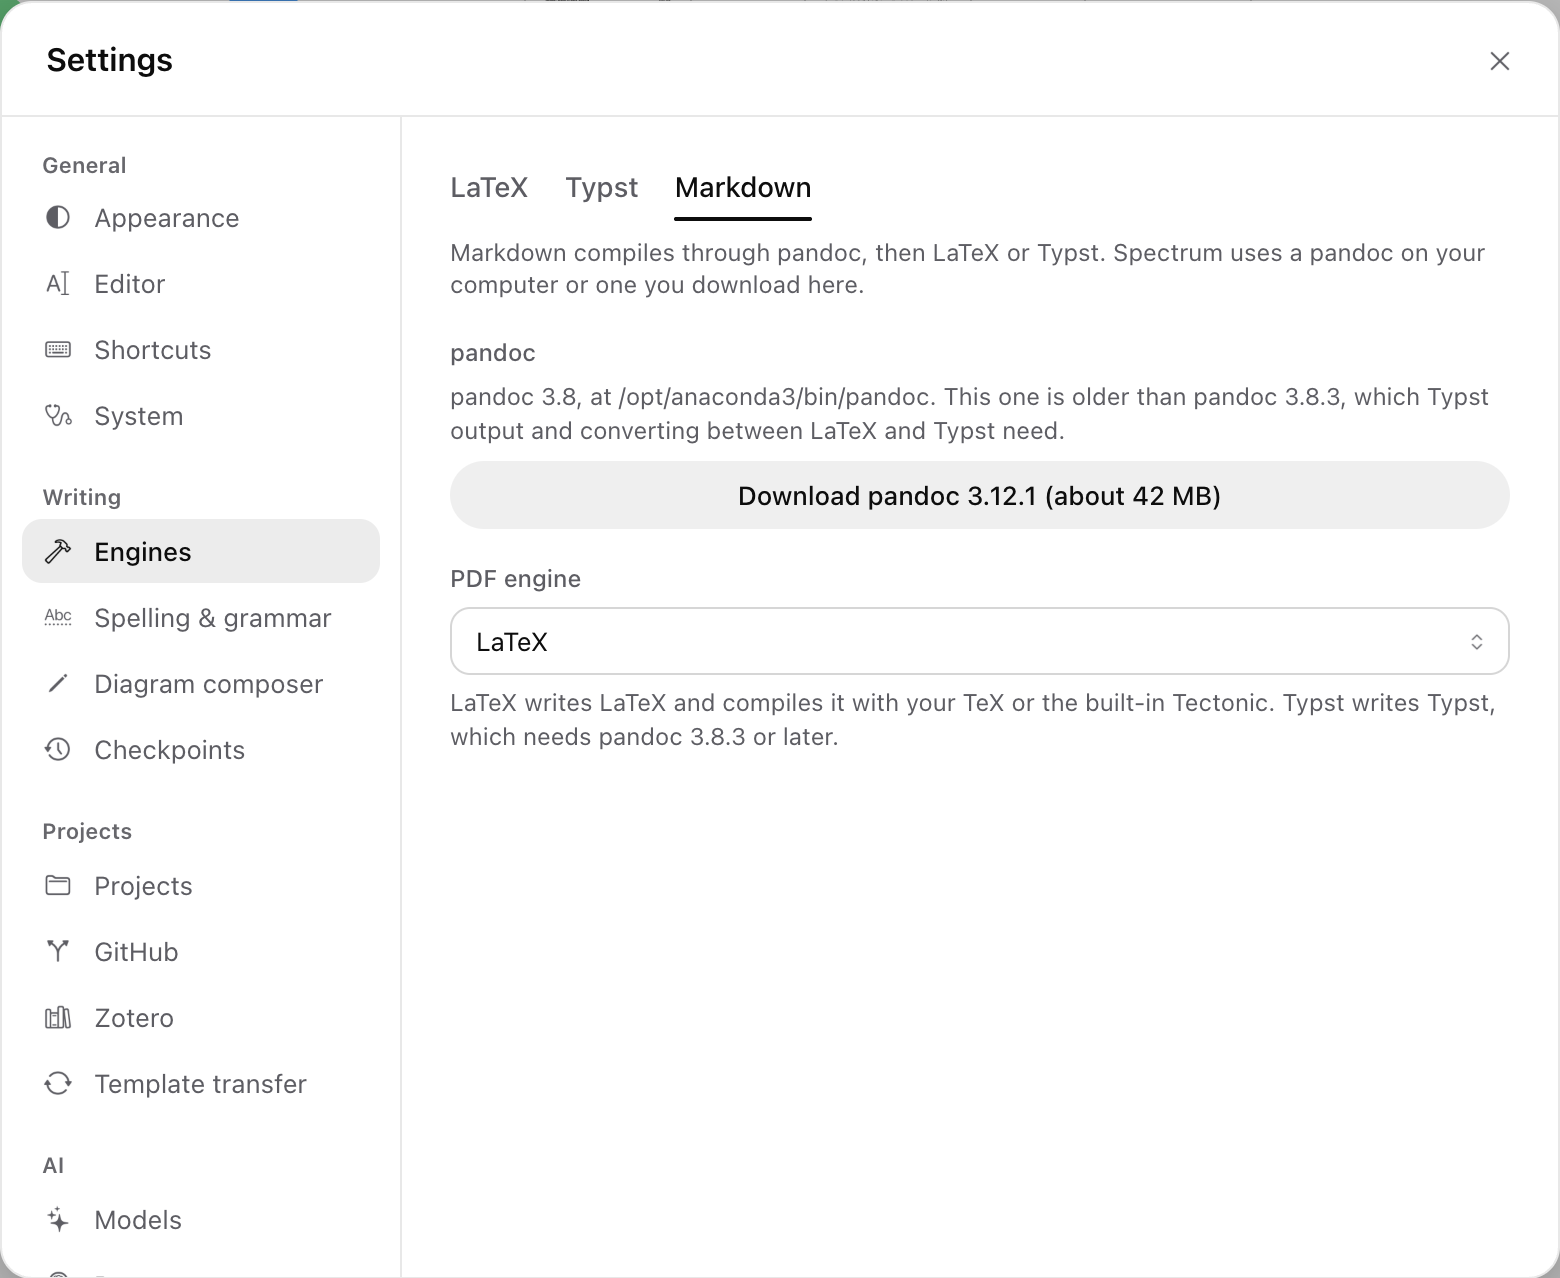 Settings
General
Appearance
Editor
Shortcuts
System
Writing
Engines
Abc
Spelling & grammar
Diagram composer
Checkpoints
Projects
Projects
GitHub
Zotero
Template transfer
AI
Models
LaTeX
Typst
Markdown
Markdown compiles through pandoc, then LaTeX or Typst. Spectrum uses a pandoc on your
computer or one you download here.
pandoc
pandoc 3.8, at /opt/anaconda3/bin/pandoc. This one is older than pandoc 3.8.3, which Typst
output and converting between LaTeX and Typst need.
Download pandoc 3.12.1 (about 42 MB)
PDF engine
LaTeX
LaTeX writes LaTeX and compiles it with your TeX or the built-in Tectonic. Typst writes Typst,
which needs pandoc 3.8.3 or later.